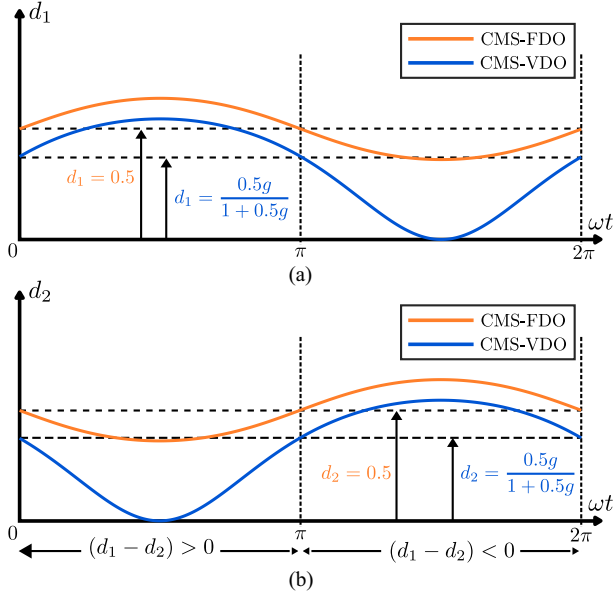 d₁
CMS-FDO
CMS-VDO
d₁ = 0.5
d₁ = 0.5g / 1 + 0.5g
0
π
2π
ωt
(a)
d₂
CMS-FDO
CMS-VDO
d₂ = 0.5
d₂ = 0.5g / 1 + 0.5g
0
π
2π
ωt
(d₁ − d₂) > 0
(d₁ − d₂) < 0
(b)